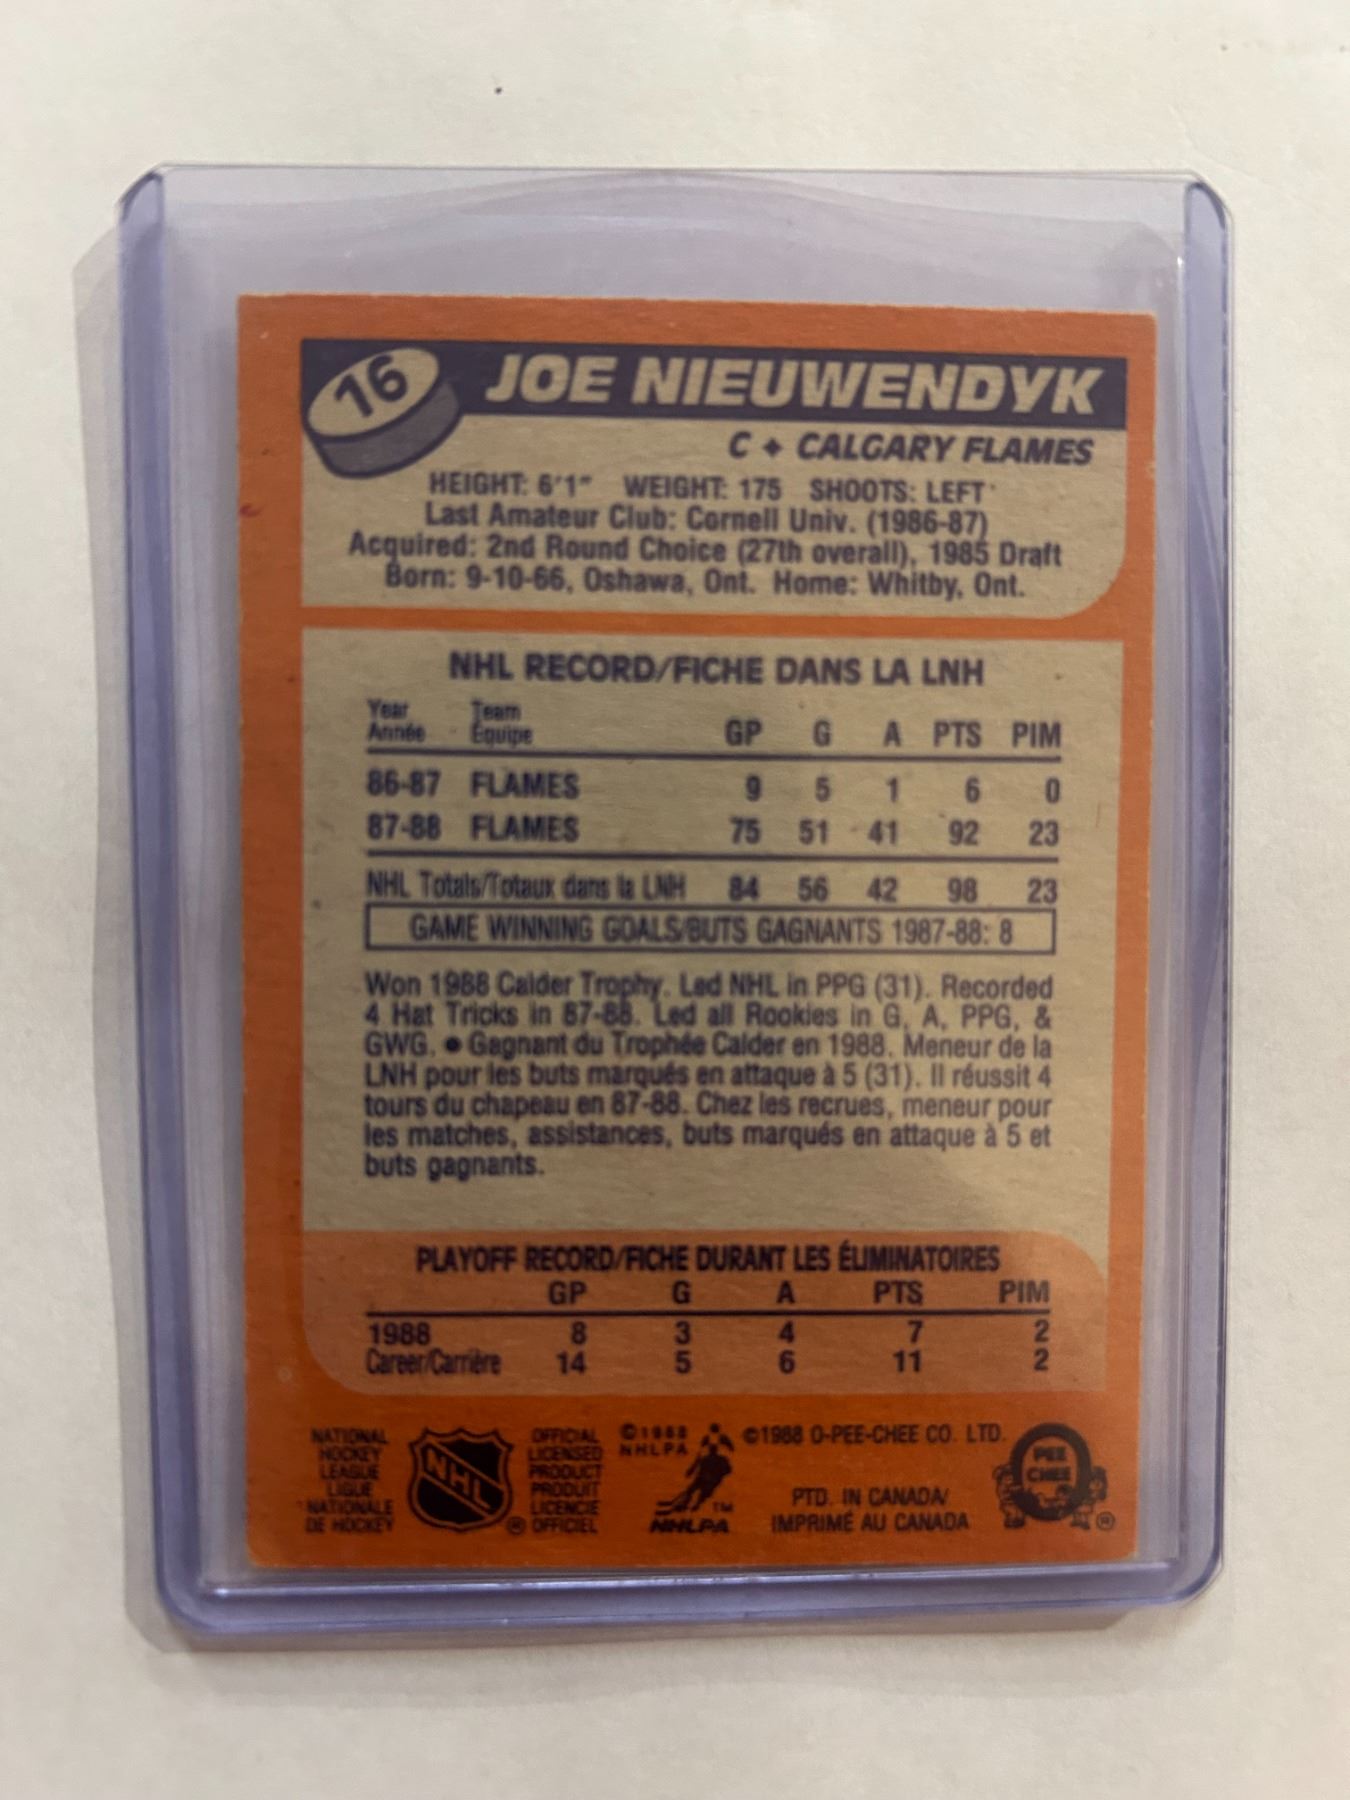 16
JOE NIEUWENDYK
C ♦ CALGARY FLAMES
HEIGHT: 6'1" WEIGHT: 175 SHOOTS: LEFT
Last Amateur Club: Cornell Univ. (1986-87)
Acquired: 2nd Round Choice (27th overall), 1985 Draft
Born: 9-10-66, Oshawa, Ont. Home: Whitby, Ont.
NHL RECORD/FICHE DANS LA LNH
Year Team
Année Équipe GP G A PTS PIM
86-87 FLAMES 9 5 1 6 0
87-88 FLAMES 75 51 41 92 23
NHL Totals/Totaux dans la LNH 84 56 42 98 23
GAME WINNING GOALS/BUTS GAGNANTS 1987-88: 8
Won 1988 Calder Trophy. Led NHL in PPG (31). Recorded
4 Hat Tricks in 87-88. Led all Rookies in G, A, PPG, &
GWG. ● Gagnant du Trophée Calder en 1988. Meneur de la
LNH pour les buts marqués en attaque à 5 (31). Il réussit 4
tours du chapeau en 87-88. Chez les recrues, meneur pour
les matches, assistances, buts marqués en attaque à 5 et
buts gagnants.
PLAYOFF RECORD/FICHE DURANT LES ÉLIMINATOIRES
GP G A PTS PIM
1988 8 3 4 7 2
Career/Carrière 14 5 6 11 2
NATIONAL
HOCKEY
LEAGUE
LIGUE
NATIONALE
DE HOCKEY
NHL
®
OFFICIAL
LICENSED
PRODUCT
PRODUIT
LICENCIE
OFFICIEL
©1988
NHLPA
TM
NHLPA
©1988 O-PEE-CHEE CO. LTD.
PTD. IN CANADA/
IMPRIMÉ AU CANADA
PEE
CHEE
®